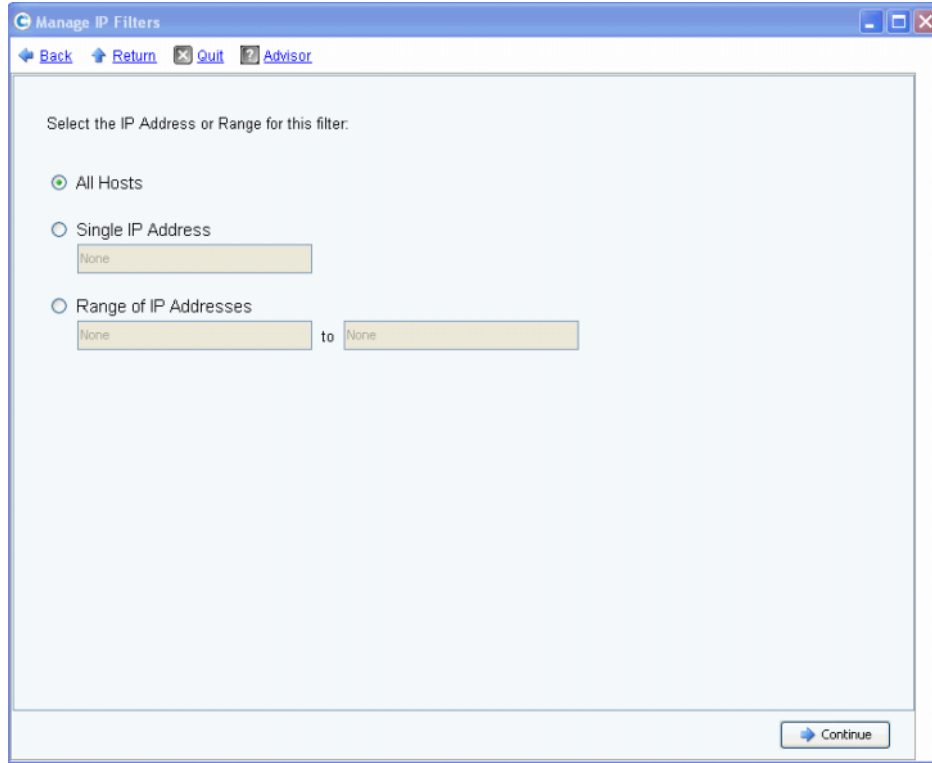 Manage IP Filters
Back Return Quit ? Advisor
Select the IP Address or Range for this filter:
All Hosts
Single IP Address
None
Range of IP Addresses
None to None
Continue